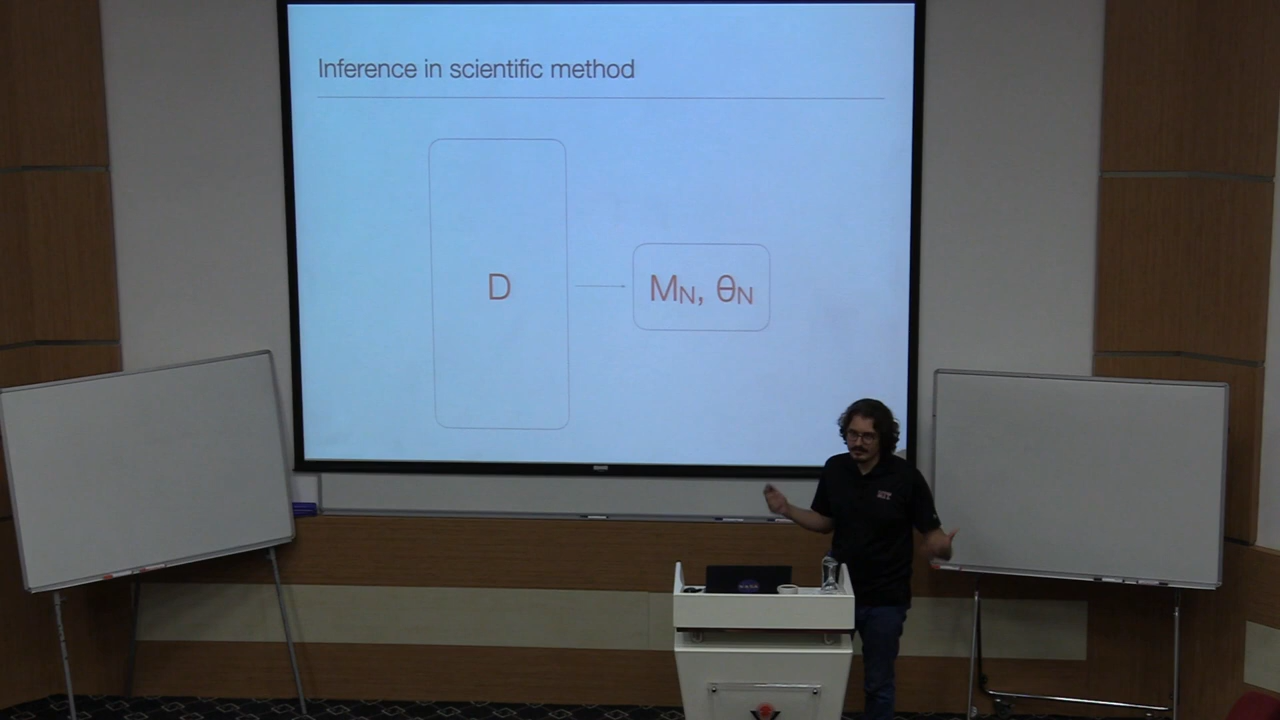 Inference in scientific method
D
MN, θN